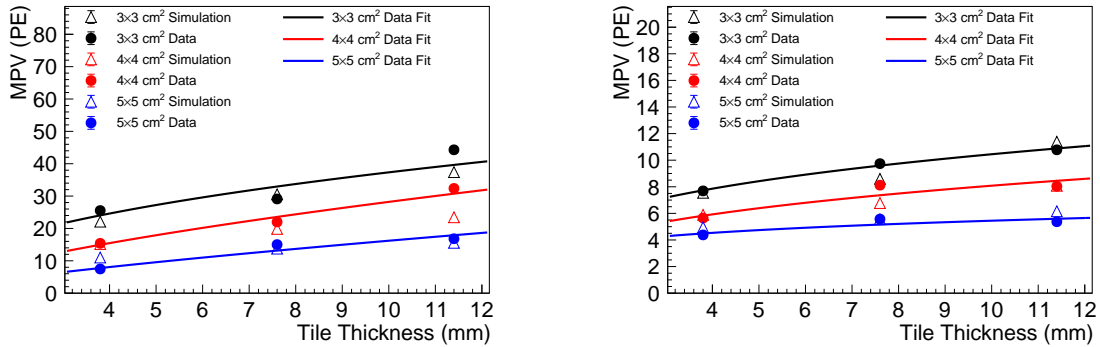 MPV (PE)
80
70
60
50
40
30
20
10
0
3×3 cm² Simulation
3×3 cm² Data
4×4 cm² Simulation
4×4 cm² Data
5×5 cm² Simulation
5×5 cm² Data
3×3 cm² Data Fit
4×4 cm² Data Fit
5×5 cm² Data Fit
4 5 6 7 8 9 10 11 12
Tile Thickness (mm)
MPV (PE)
20
18
16
14
12
10
8
6
4
2
0
3×3 cm² Simulation
3×3 cm² Data
4×4 cm² Simulation
4×4 cm² Data
5×5 cm² Simulation
5×5 cm² Data
3×3 cm² Data Fit
4×4 cm² Data Fit
5×5 cm² Data Fit
4 5 6 7 8 9 10 11 12
Tile Thickness (mm)